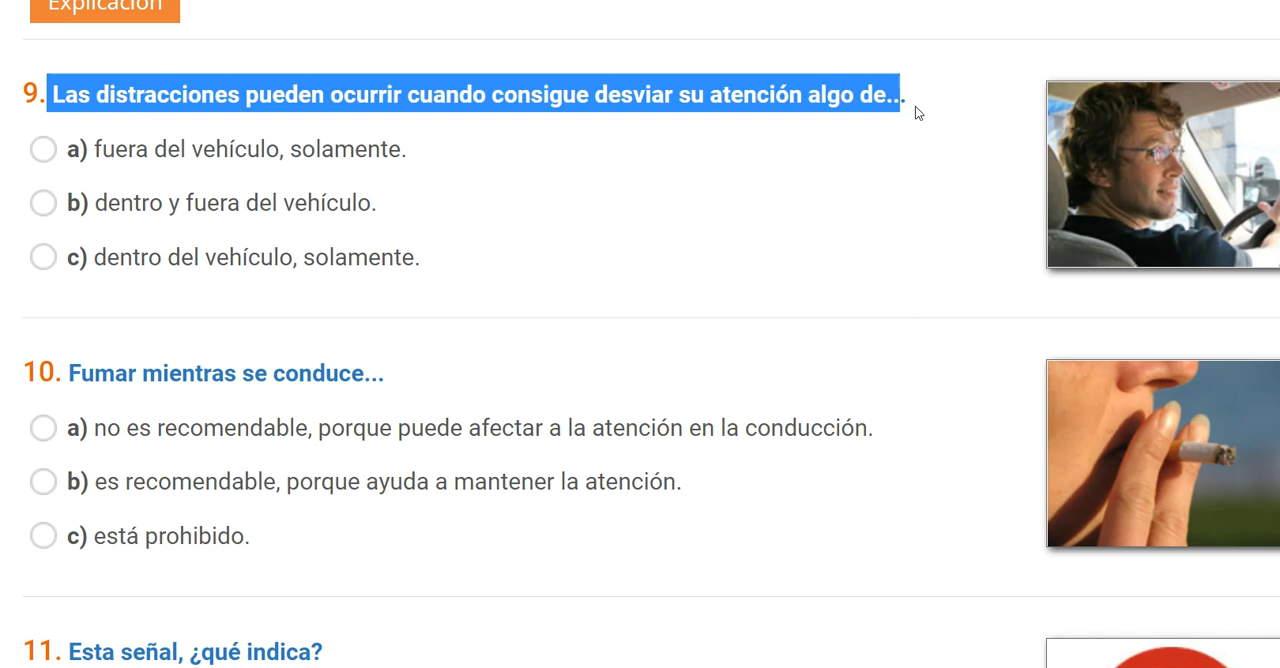 Explicación
9. Las distracciones pueden ocurrir cuando consigue desviar su atención algo de...
a) fuera del vehículo, solamente.
b) dentro y fuera del vehículo.
c) dentro del vehículo, solamente.
10. Fumar mientras se conduce...
a) no es recomendable, porque puede afectar a la atención en la conducción.
b) es recomendable, porque ayuda a mantener la atención.
c) está prohibido.
11. Esta señal, ¿qué indica?